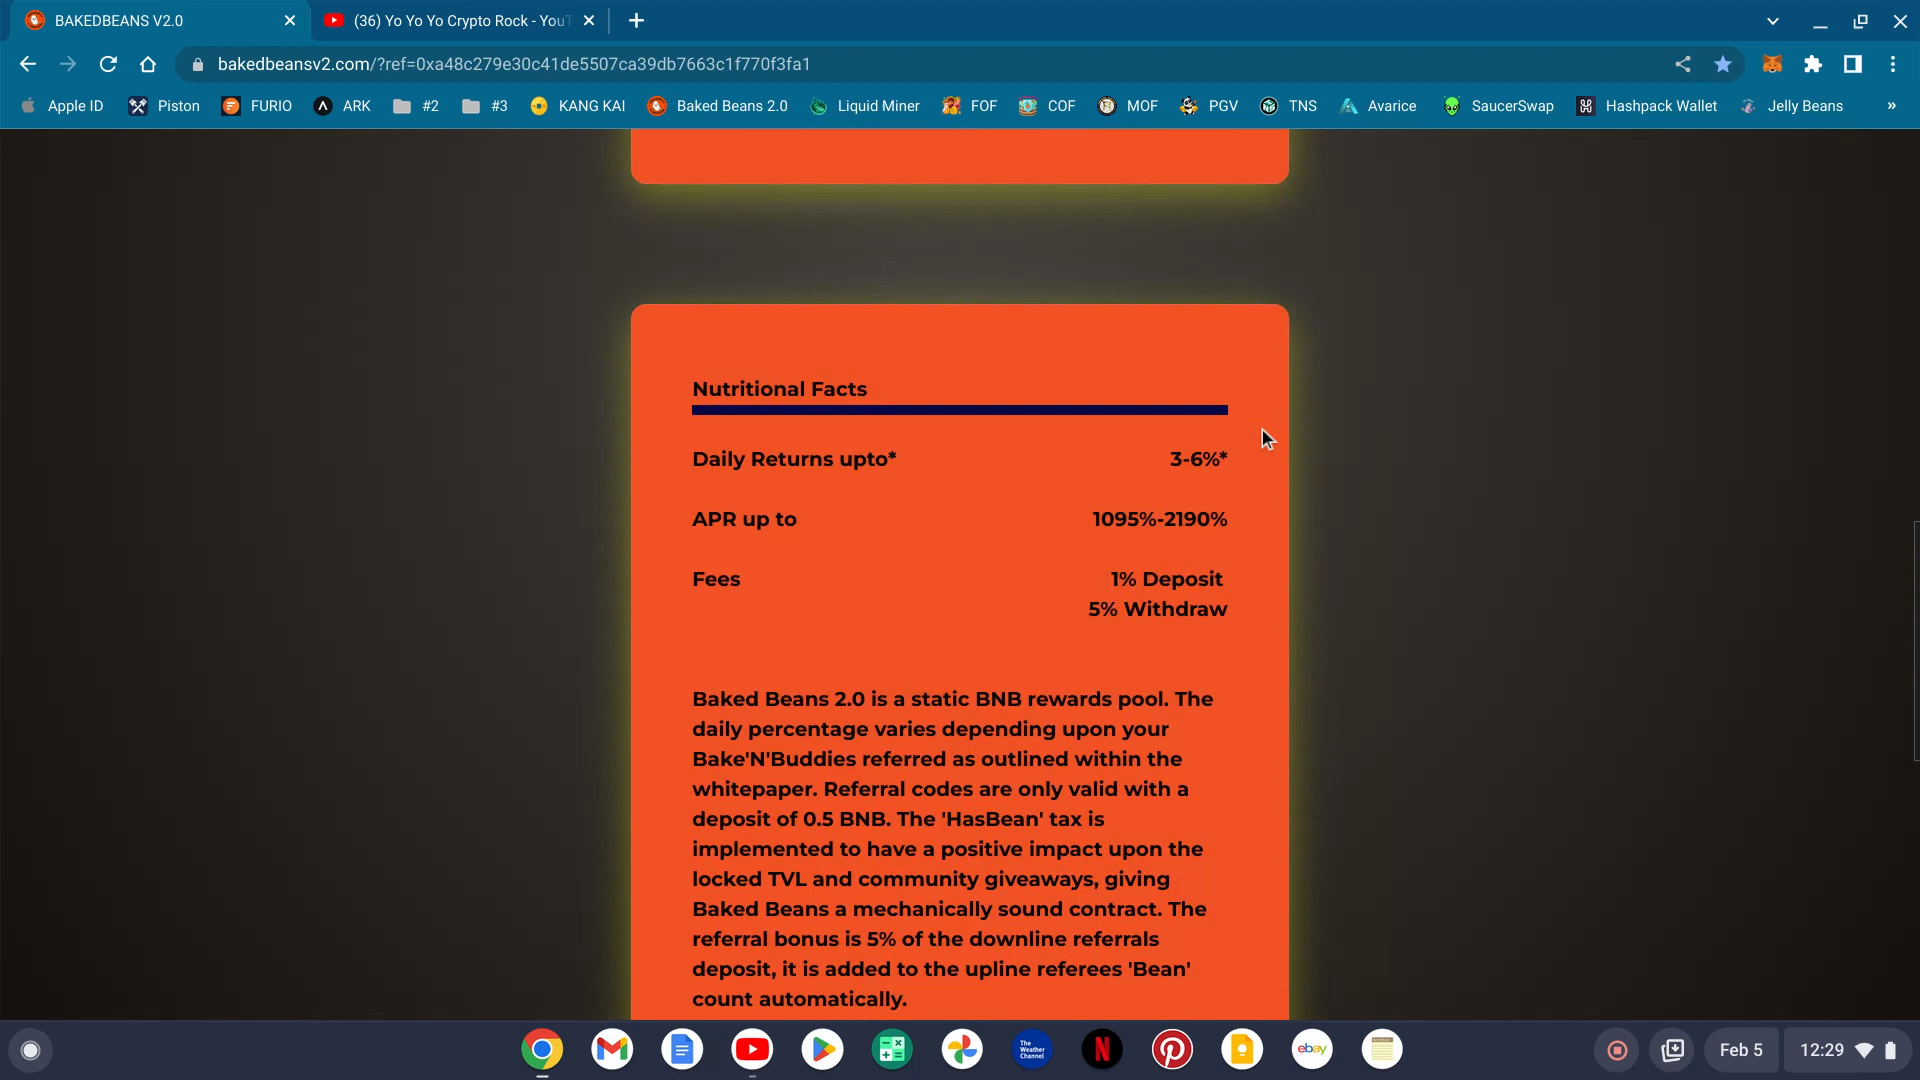 BAKEDBEANS V2.0
(36) Yo Yo Yo Crypto Rock - YouT
bakedbeansv2.com/?ref=0xa48c279e30c41de5507ca39db7663c1f770f3fa1
Apple ID Piston FURIO ARK #2 #3 KANG KAI Baked Beans 2.0 Liquid Miner FOF COF MOF PGV TNS Avarice SaucerSwap Hashpack Wallet Jelly Beans »
Nutritional Facts
Daily Returns upto* 3-6%*
APR up to 1095%-2190%
Fees 1% Deposit
5% Withdraw
Baked Beans 2.0 is a static BNB rewards pool. The
daily percentage varies depending upon your
Bake'N'Buddies referred as outlined within the
whitepaper. Referral codes are only valid with a
deposit of 0.5 BNB. The 'HasBean' tax is
implemented to have a positive impact upon the
locked TVL and community giveaways, giving
Baked Beans a mechanically sound contract. The
referral bonus is 5% of the downline referrals
deposit, it is added to the upline referees 'Bean'
count automatically.
The
Weather
Channel
N
ebay
Feb 5
12:29